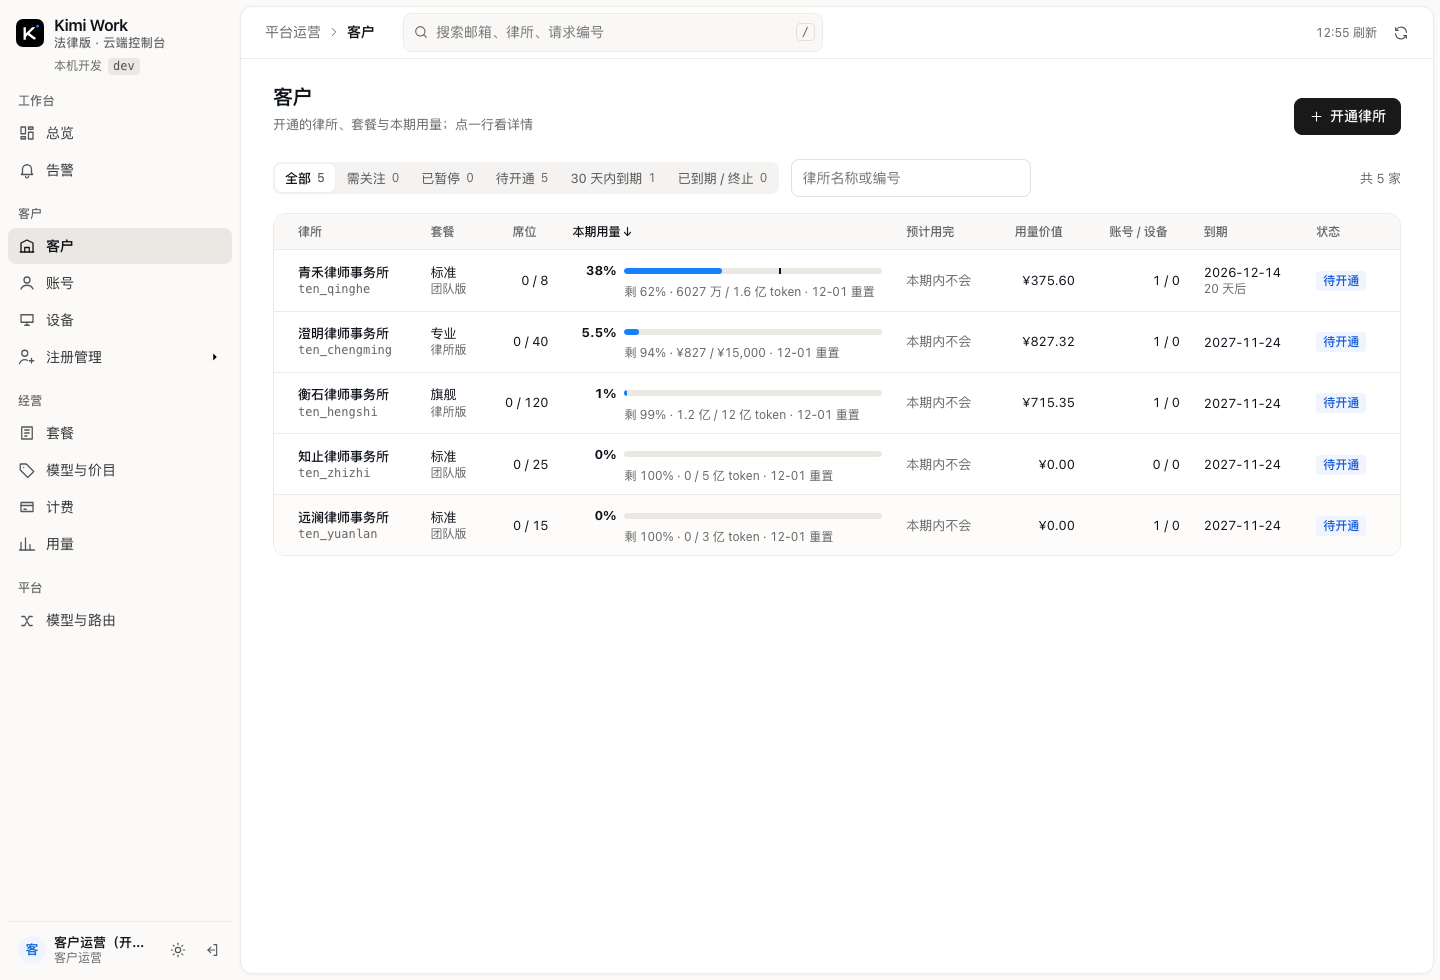 Kimi Work
法律版 · 云端控制台
本机开发 dev
工作台
总览
告警
客户
客户
账号
设备
注册管理
经营
套餐
模型与价目
计费
用量
平台
模型与路由
客 客户运营（开...
客户运营
平台运营 客户
搜索邮箱、律所、请求编号 /
12:55 刷新
客户
开通的律所、套餐与本期用量；点一行看详情
开通律所
全部 5 需关注 0 已暂停 0 待开通 5 30 天内到期 1 已到期 / 终止 0
律所名称或编号
共 5 家
律所 套餐 席位 本期用量↓ 预计用完 用量价值 账号 / 设备 到期 状态
青禾律师事务所 标准 0 / 8 38% 本期内不会 ¥375.60 1 / 0 2026-12-14 待开通
ten_qinghe 团队版 剩 62% · 6027 万 / 1.6 亿 token · 12-01 重置 20 天后
澄明律师事务所 专业 0 / 40 5.5% 本期内不会 ¥827.32 1 / 0 2027-11-24 待开通
ten_chengming 律所版 剩 94% · ¥827 / ¥15,000 · 12-01 重置
衡石律师事务所 旗舰 0 / 120 1% 本期内不会 ¥715.35 1 / 0 2027-11-24 待开通
ten_hengshi 律所版 剩 99% · 1.2 亿 / 12 亿 token · 12-01 重置
知止律师事务所 标准 0 / 25 0% 本期内不会 ¥0.00 0 / 0 2027-11-24 待开通
ten_zhizhi 团队版 剩 100% · 0 / 5 亿 token · 12-01 重置
远澜律师事务所 标准 0 / 15 0% 本期内不会 ¥0.00 1 / 0 2027-11-24 待开通
ten_yuanlan 团队版 剩 100% · 0 / 3 亿 token · 12-01 重置